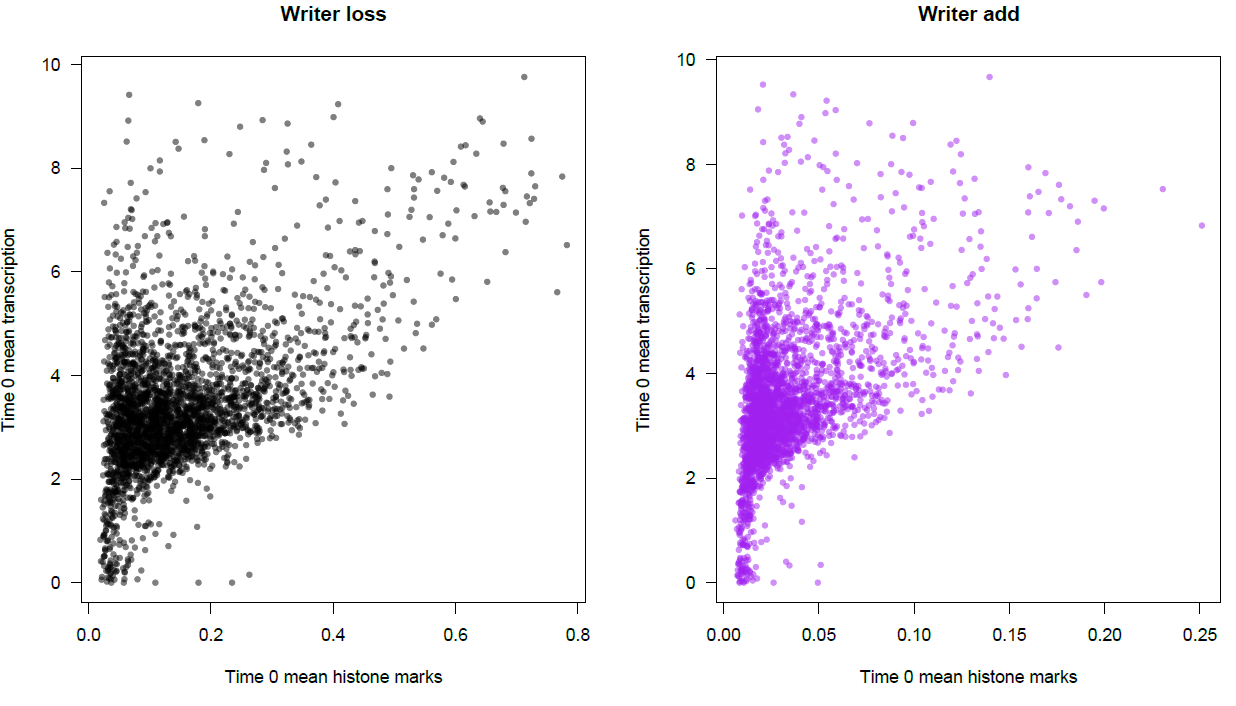 Writer loss
Time 0 mean transcription
10
8
6
4
2
0
0.0 0.2 0.4 0.6 0.8
Time 0 mean histone marks
Writer add
Time 0 mean transcription
10
8
6
4
2
0
0.00 0.05 0.10 0.15 0.20 0.25
Time 0 mean histone marks